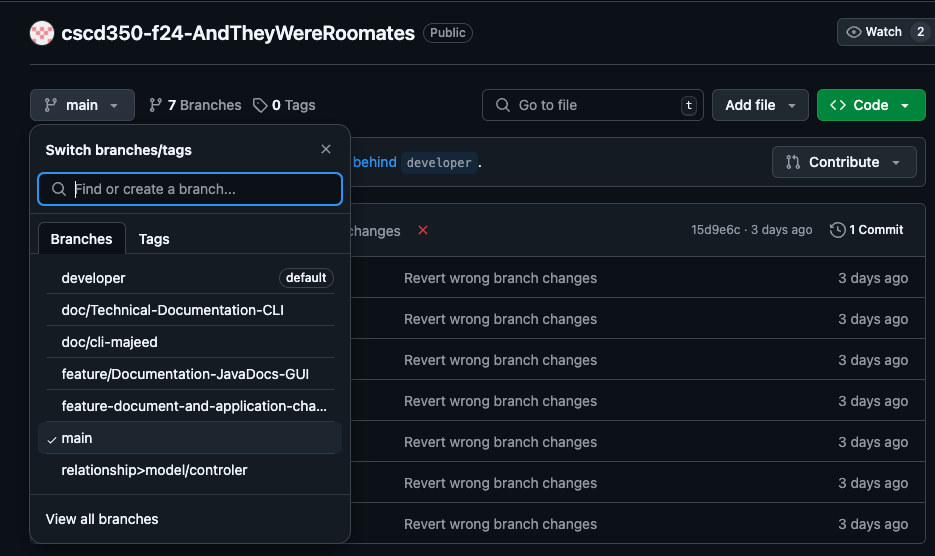 cscd350-f24-AndTheyWereRoomates Public Watch 2
main 7 Branches 0 Tags Go to file t Add file Code
Switch branches/tags
Find or create a branch...
Branches Tags
developer default
doc/Technical-Documentation-CLI
doc/cli-majeed
feature/Documentation-JavaDocs-GUI
feature-document-and-application-cha...
main
relationship>model/controler
View all branches
behind developer .
Contribute
changes 15d9e6c · 3 days ago 1 Commit
Revert wrong branch changes 3 days ago
Revert wrong branch changes 3 days ago
Revert wrong branch changes 3 days ago
Revert wrong branch changes 3 days ago
Revert wrong branch changes 3 days ago
Revert wrong branch changes 3 days ago
Revert wrong branch changes 3 days ago